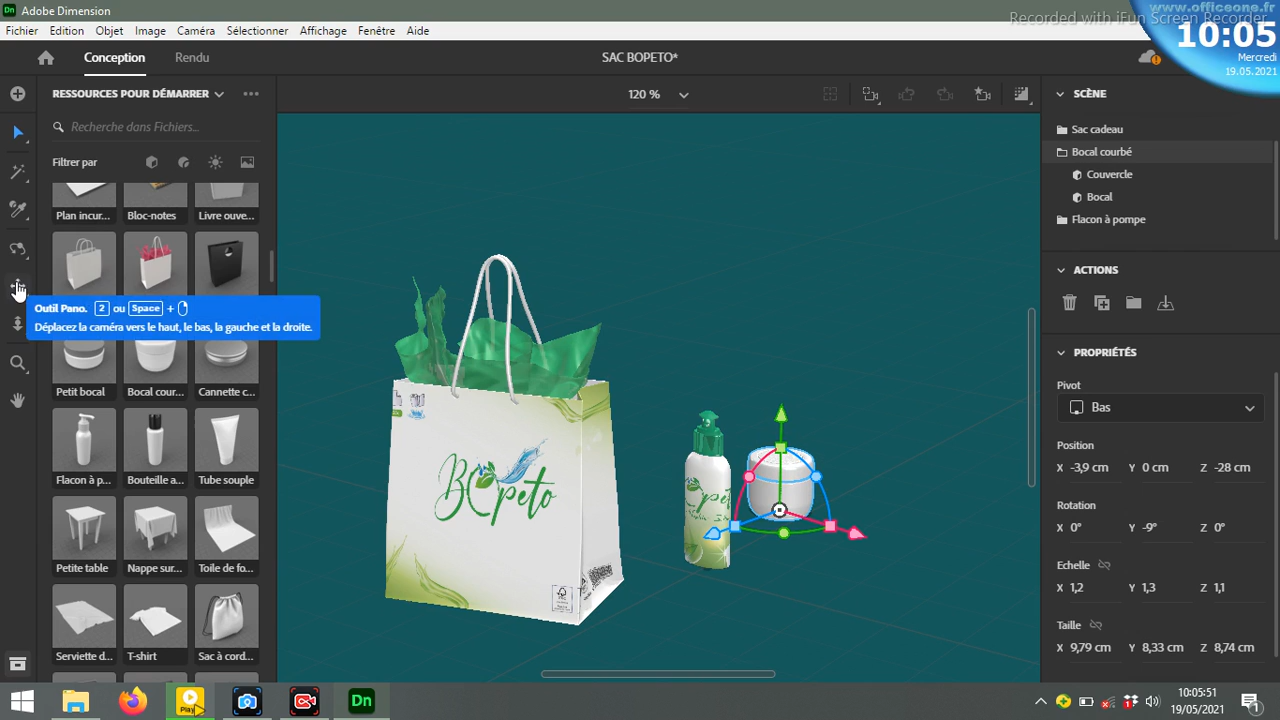 Adobe Dimension
www.officeone.fr
Recorded with iFun Screen Recorder
10:05
Mercredi
19.05.2021
Fichier Edition Objet Image Caméra Sélectionner Affichage Fenêtre Aide
Conception Rendu
SAC BOPETO*
RESSOURCES POUR DÉMARRER
Recherche dans Fichiers...
Filtrer par
120 %
Plan incur... Bloc-notes Livre ouve...
Outil Pano. 2 ou Space +
Déplacez la caméra vers le haut, le bas, la gauche et la droite.
Petit bocal Bocal cour... Cannette c...
Flacon à p... Bouteille a... Tube souple
Petite table Nappe sur... Toile de fo...
Serviette d... T-shirt Sac à cord...
BOpeto
FSC
SCÈNE
Sac cadeau
Bocal courbé
Couvercle
Bocal
Flacon à pompe
ACTIONS
PROPRIÉTÉS
Pivot
Bas
Position
X -3,9 cm Y 0 cm Z -28 cm
Rotation
X 0° Y -9° Z 0°
Echelle
X 1,2 Y 1,3 Z 1,1
Taille
X 9,79 cm Y 8,33 cm Z 8,74 cm
Play
Dn
10:05:51
19/05/2021
1